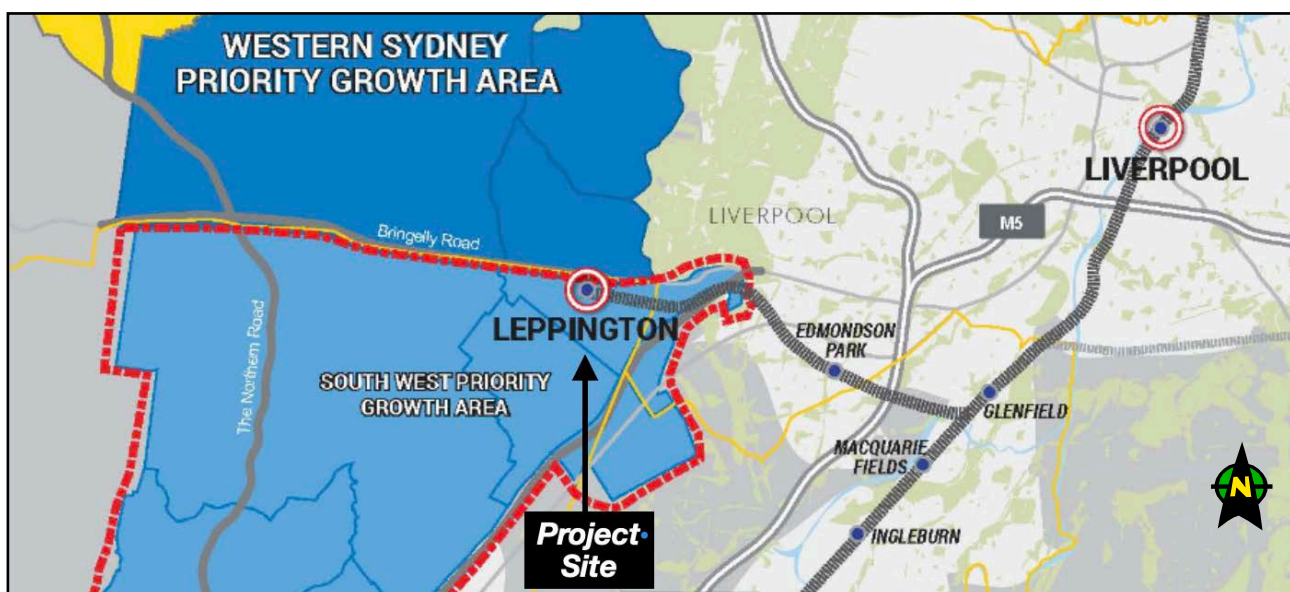 WESTERN SYDNEY
PRIORITY GROWTH AREA
LIVERPOOL
LIVERPOOL
M5
Bringelly Road
LEPPINGTON
EDMONDSON
PARK
The Northern Road
SOUTH WEST PRIORITY
GROWTH AREA
GLENFIELD
MACQUARIE
FIELDS
INGLEBURN
Project
Site
N